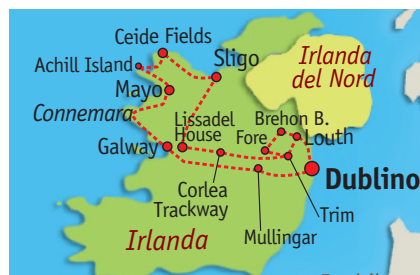 Ceide Fields
Achill Island
Sligo
Irlanda
del Nord
Mayo
Connemara
Lissadel
House
Brehon B.
Fore
Louth
Galway
Dublino
Corlea
Trackway
Trim
Mullingar
Irlanda